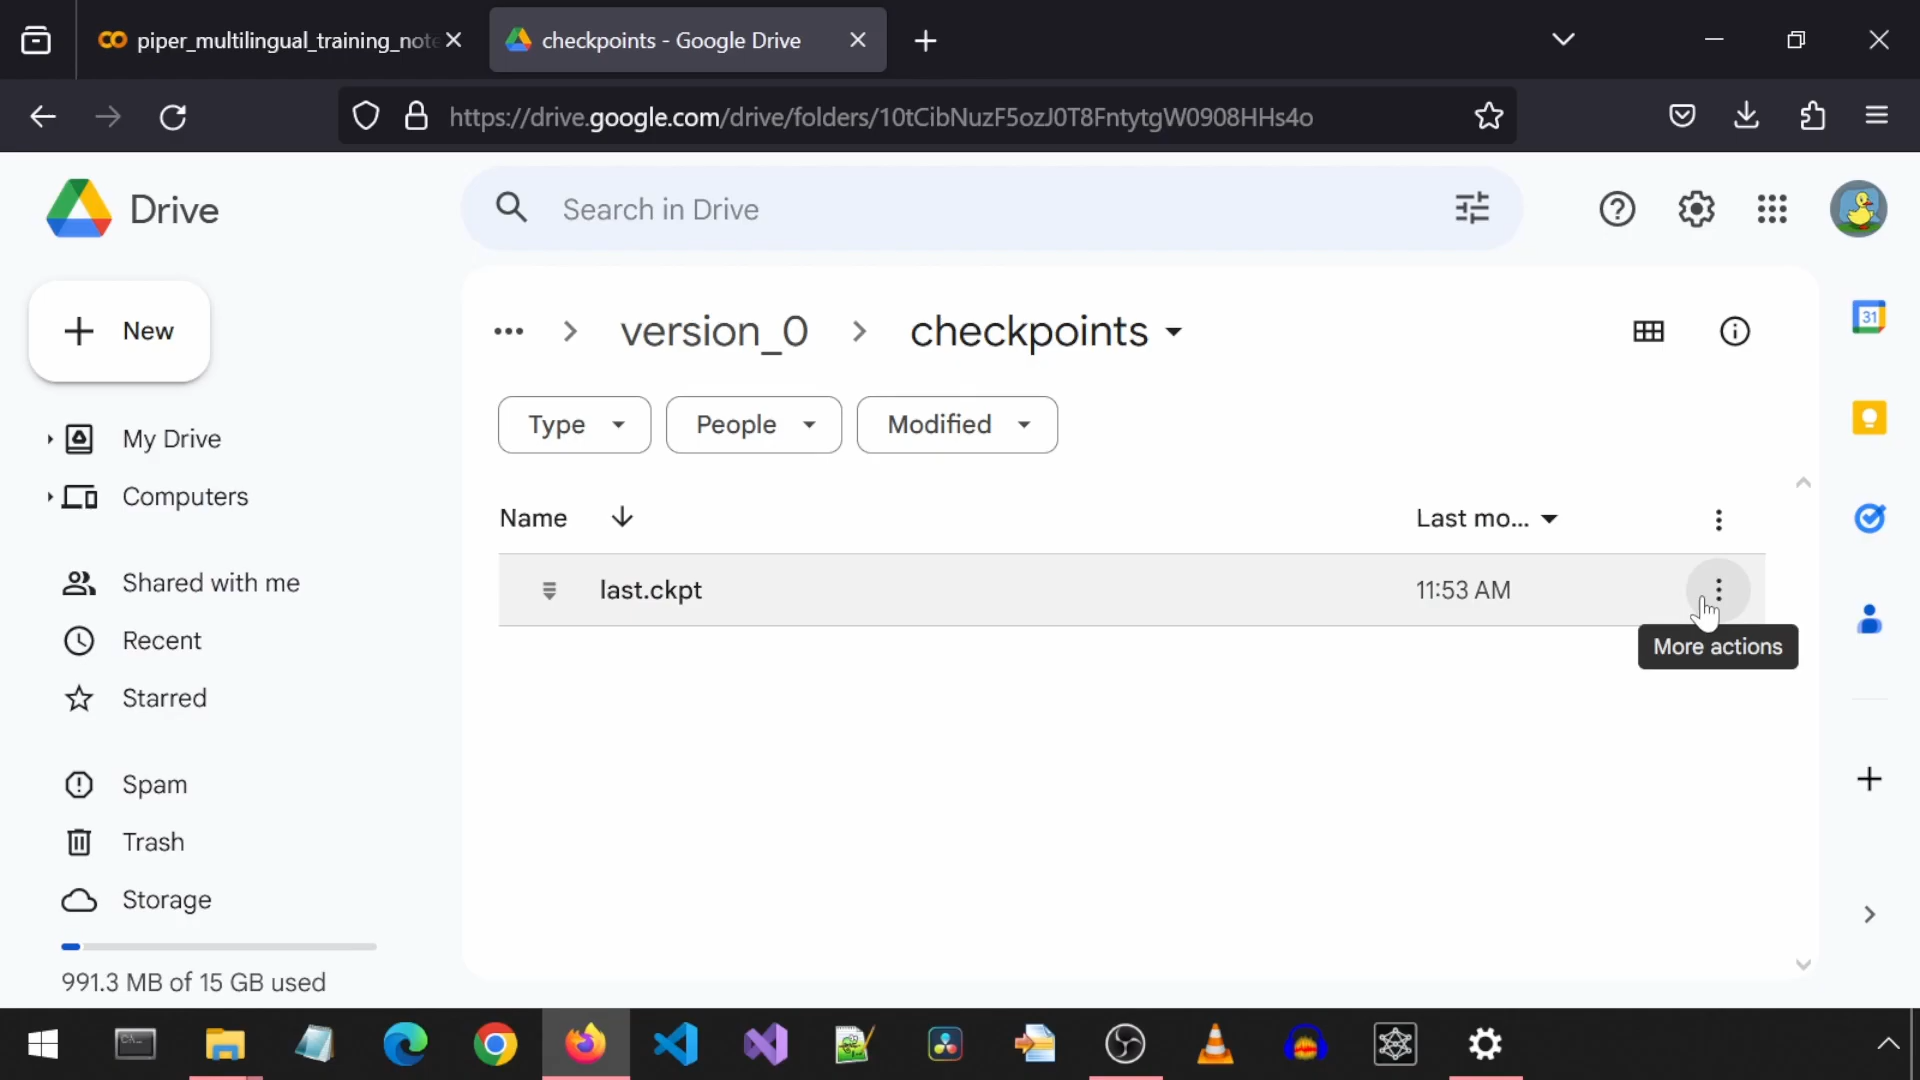 piper_multilingual_training_note
checkpoints - Google Drive
https://drive.google.com/drive/folders/10tCibNuzF5ozJ0T8FntytgW0908HHs4o
Drive
Search in Drive
New
... version_0 checkpoints
31
Type People Modified
My Drive
Computers
Name Last mo...
last.ckpt 11:53 AM
More actions
Shared with me
Recent
Starred
Spam
Trash
Storage
991.3 MB of 15 GB used